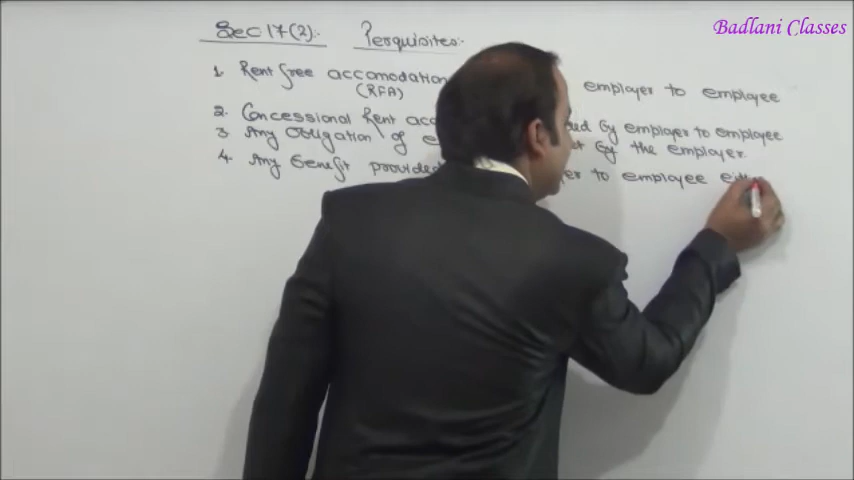 Badlani Classes
Sec 17(2):- Perquisites:-
1. Rent free accomodation employer to employee
(RFA)
2. Concessional Rent by employer to employee
3. Any Obligation of by the employer.
4. Any benefit provided to employee